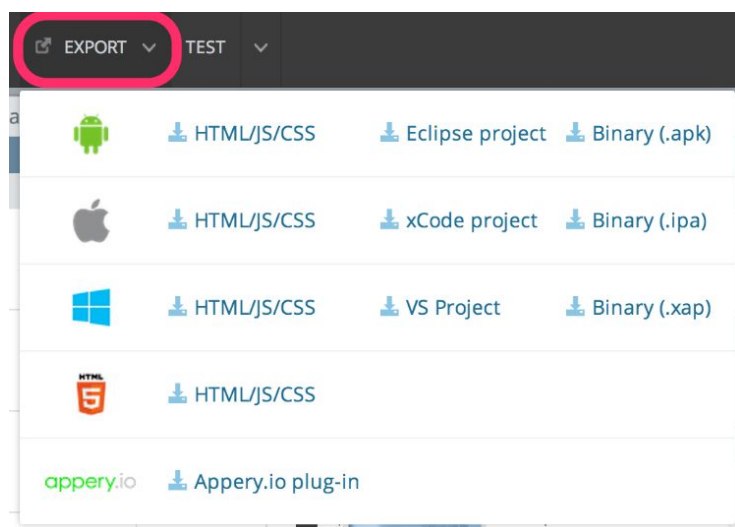 EXPORT TEST
a
HTML/JS/CSS Eclipse project Binary (.apk)
HTML/JS/CSS xCode project Binary (.ipa)
HTML/JS/CSS VS Project Binary (.xap)
HTML
5 HTML/JS/CSS
appery.io Appery.io plug-in